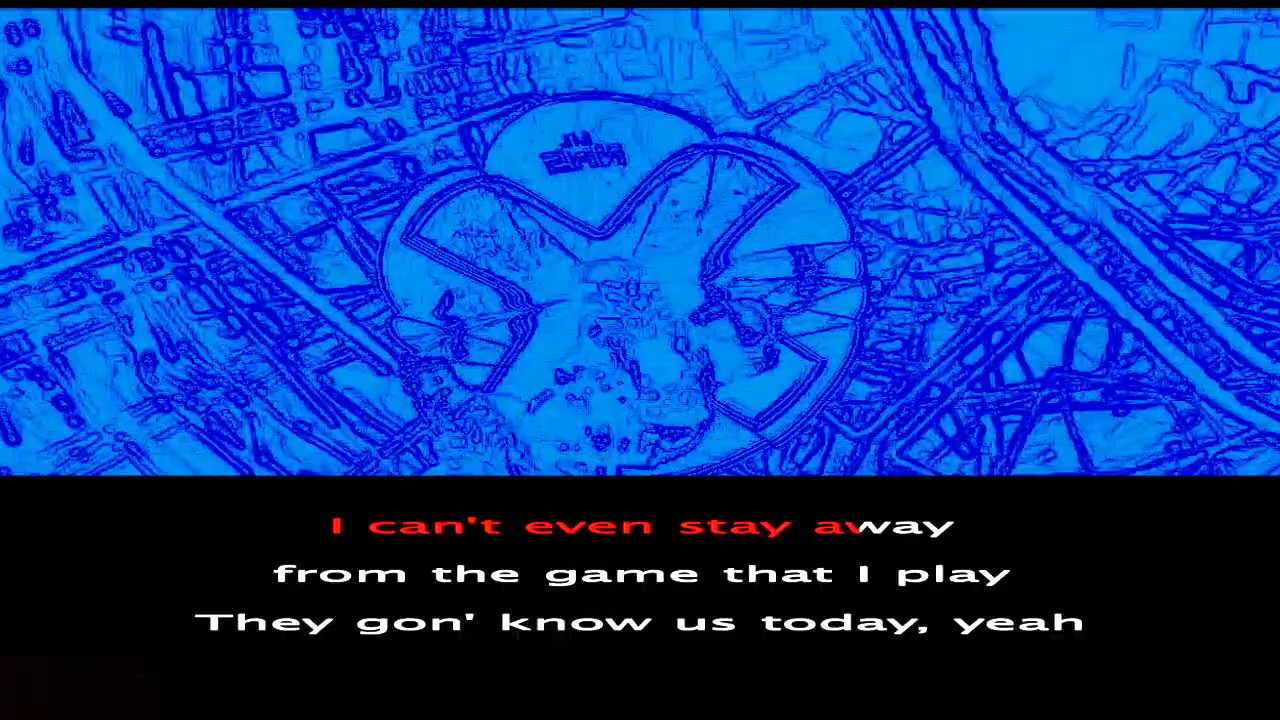 I can't even stay away
from the game that I play
They gon' know us today, yeah